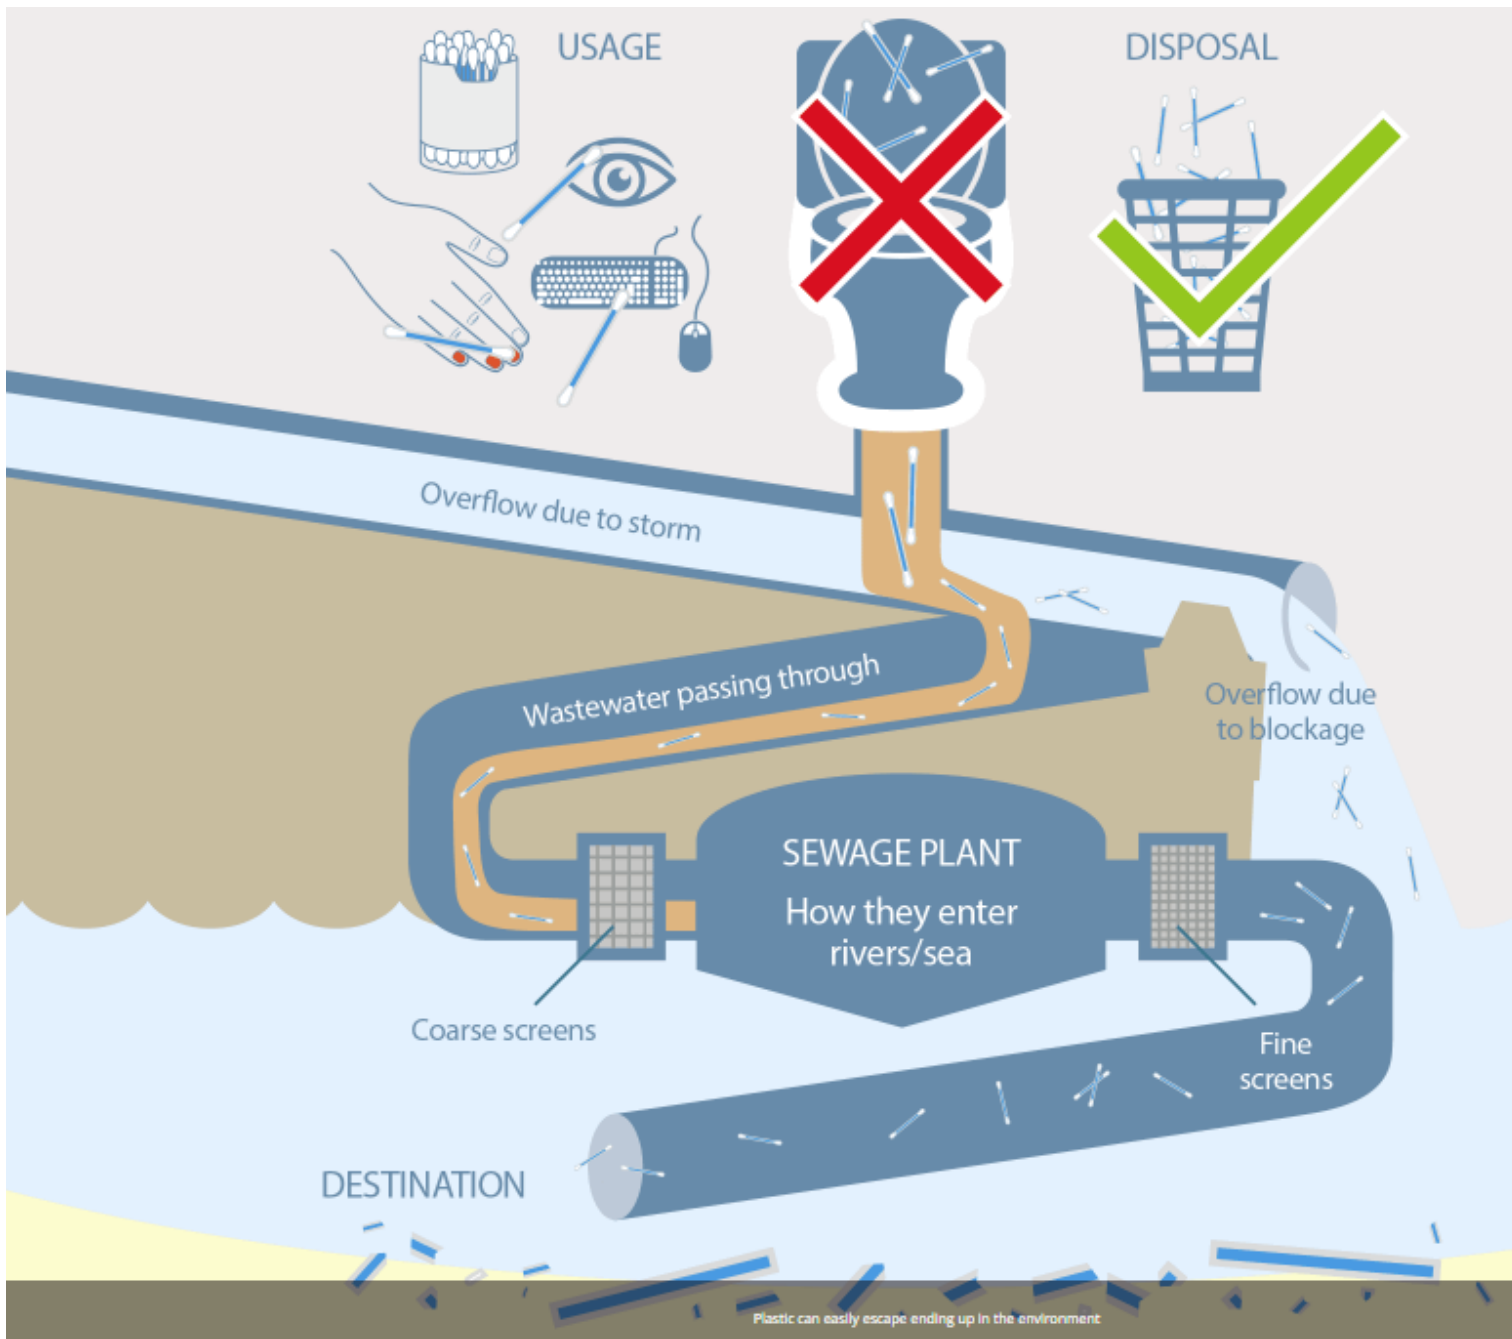 USAGE
DISPOSAL
Overflow due to storm
Wastewater passing through
Overflow due
to blockage
SEWAGE PLANT
How they enter
rivers/sea
Coarse screens
Fine
screens
DESTINATION
Plastic can easily escape ending up in the environment